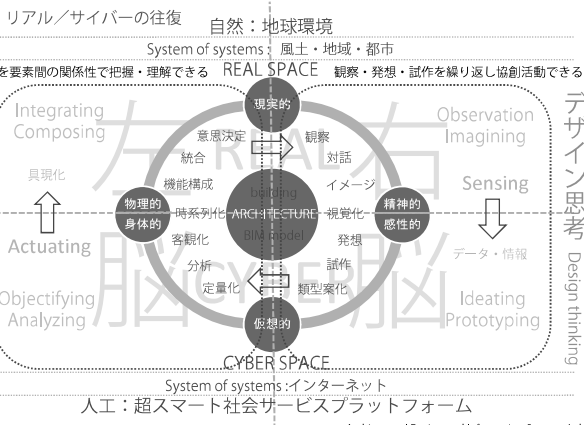 リアル／サイバーの往復
自然：地球環境
System of systems： 風土・地域・都市
を要素間の関係性で把握・理解できる
REAL SPACE
観察・発想・試作を繰り返し協創活動できる
現実的
Integrating
Composing
Observation
Imagining
左
右
REAL
意思決定
観察
統合
対話
具現化
機能構成
イメージ
Sensing
物理的
身体的
building
精神的
感性的
時系列化
ARCHITECTURE
視覚化
Actuating
客観化
BIM model
発想
データ・情報
分析
試作
脳
脳
CYBER
定量化
類型案化
Objectifying
Analyzing
Ideating
Prototyping
仮想的
デザイン思考 Design thinking
CYBER SPACE
System of systems :インターネット
人工：超スマート社会サービスプラットフォーム